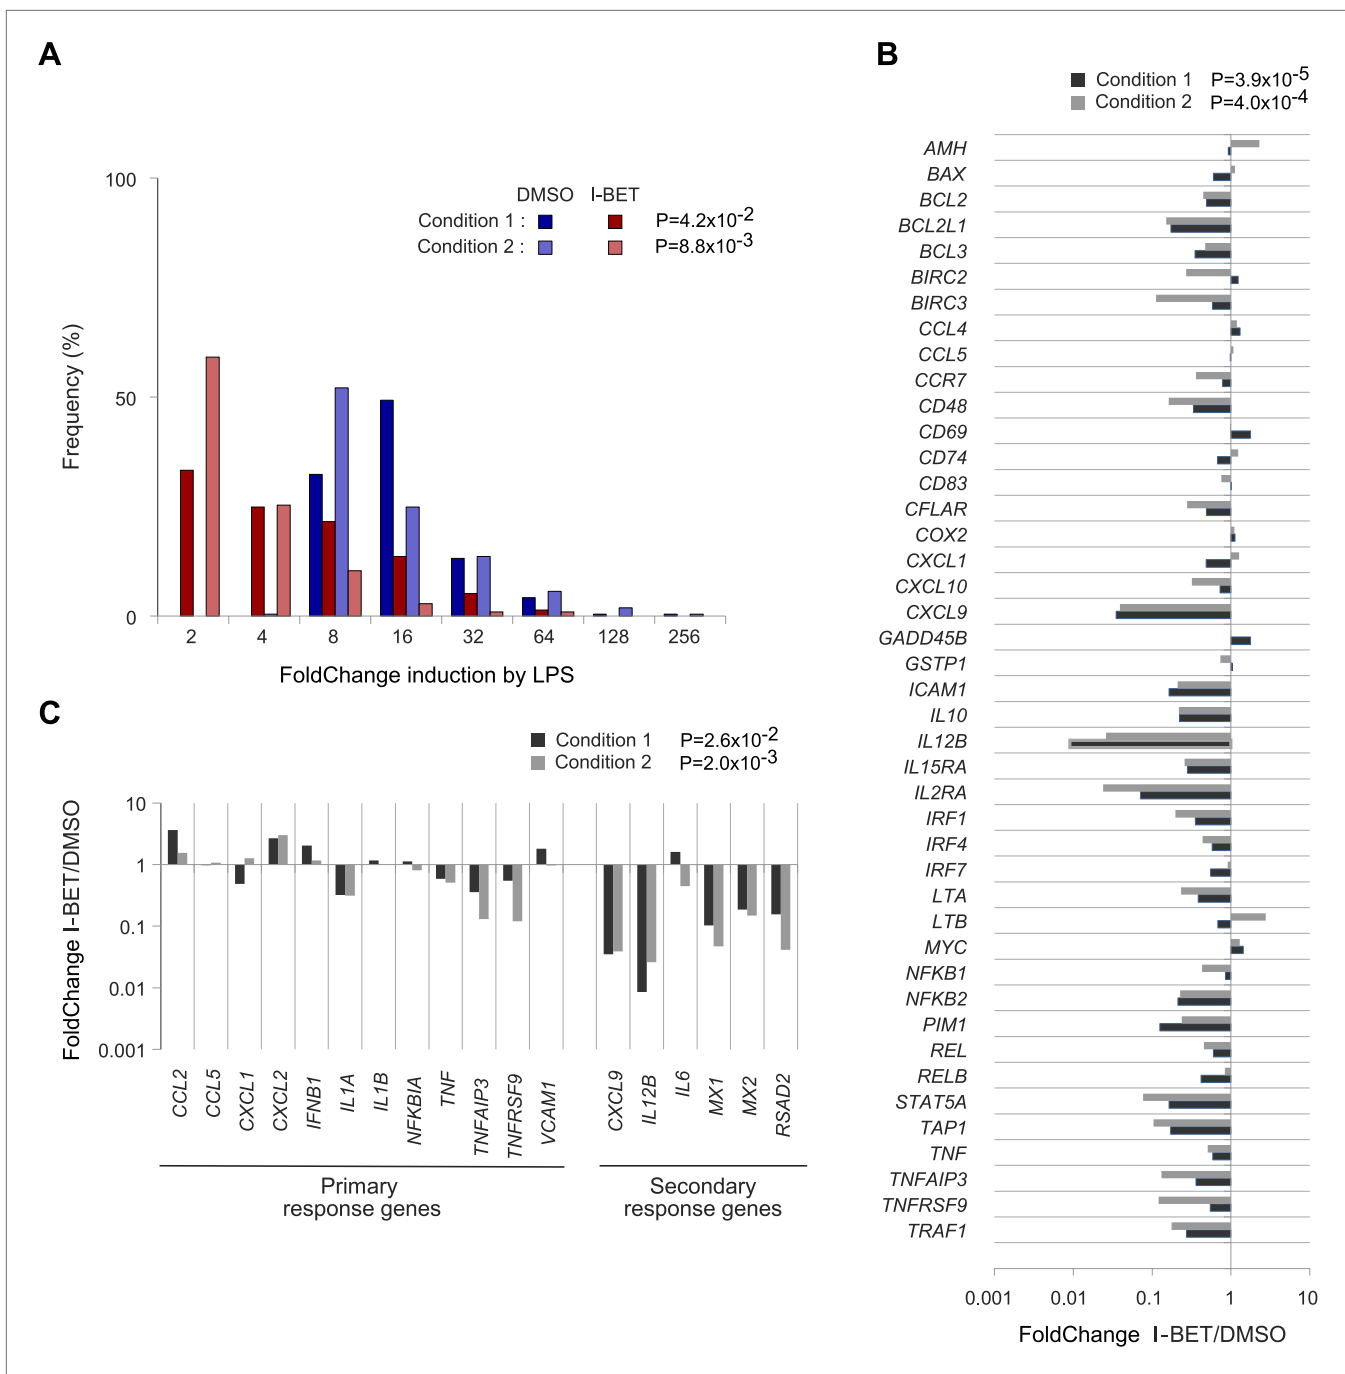 A
DMSO I-BET
Condition 1 : P=4.2x10-2
Condition 2 : P=8.8x10-3
100
50
0
Frequency (%)
2 4 8 16 32 64 128 256
FoldChange induction by LPS
B
Condition 1 P=3.9x10-5
Condition 2 P=4.0x10-4
AMH
BAX
BCL2
BCL2L1
BCL3
BIRC2
BIRC3
CCL4
CCL5
CCR7
CD48
CD69
CD74
CD83
CFLAR
COX2
CXCL1
CXCL10
CXCL9
GADD45B
GSTP1
ICAM1
IL10
IL12B
IL15RA
IL2RA
IRF1
IRF4
IRF7
LTA
LTB
MYC
NFKB1
NFKB2
PIM1
REL
RELB
STAT5A
TAP1
TNF
TNFAIP3
TNFRSF9
TRAF1
0.001 0.01 0.1 1 10
FoldChange I-BET/DMSO
C
Condition 1 P=2.6x10-2
Condition 2 P=2.0x10-3
10
1
0.1
0.01
0.001
FoldChange I-BET/DMSO
CCL2
CCL5
CXCL1
CXCL2
IFNB1
IL1A
IL1B
NFKBIA
TNF
TNFAIP3
TNFRSF9
VCAM1
CXCL9
IL12B
IL6
MX1
MX2
RSAD2
Primary
response genes
Secondary
response genes